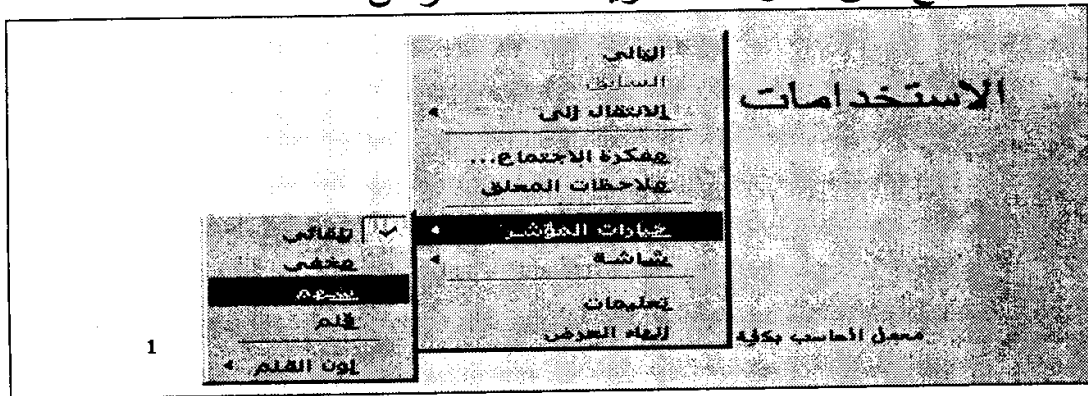 الاستخدامات
التالي
السابق
الانتقال إلى
مفكرة الاجتماع...
ملاحظات المعلق
خيارات المؤشر
شاشة
تعليمات
إنهاء العرض
تلقائي
مخفي
سهم
قلم
لون القلم
معمل الحاسب بكلية
1